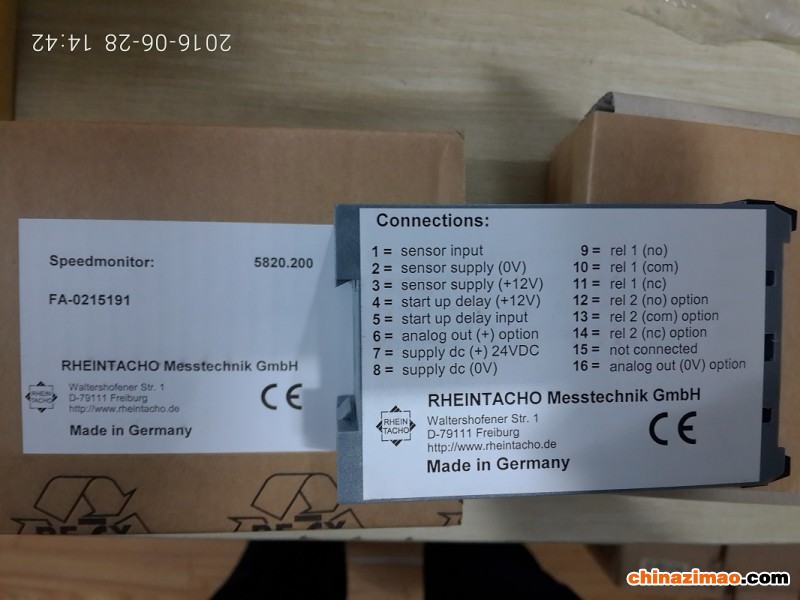 2016-06-28 14:42
Speedmonitor: 5820.200
FA-0215191
RHEINTACHO Messtechnik GmbH
RHEIN
TACHO
Waltershofener Str. 1
D-79111 Freiburg
http://www.rheintacho.de
CE
Made in Germany
Connections:
1 = sensor input
2 = sensor supply (0V)
3 = sensor supply (+12V)
4 = start up delay (+12V)
5 = start up delay input
6 = analog out (+) option
7 = supply dc (+) 24VDC
8 = supply dc (0V)
9 = rel 1 (no)
10 = rel 1 (com)
11 = rel 1 (nc)
12 = rel 2 (no) option
13 = rel 2 (com) option
14 = rel 2 (nc) option
15 = not connected
16 = analog out (0V) option
RHEINTACHO Messtechnik GmbH
RHEIN
TACHO
Waltershofener Str. 1
D-79111 Freiburg
http://www.rheintacho.de
CE
Made in Germany
chinazimao.com